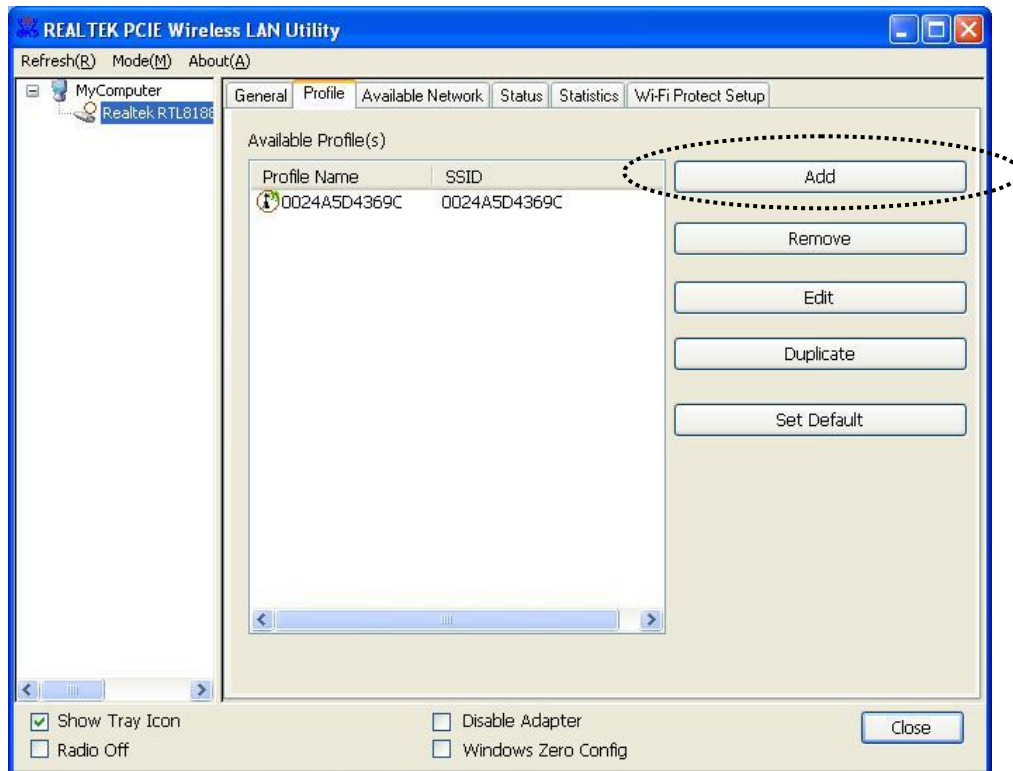 REALTEK PCIE Wireless LAN Utility
Refresh(R) Mode(M) About(A)
MyComputer
Realtek RTL8188
General Profile Available Network Status Statistics Wi-Fi Protect Setup
Available Profile(s)
Profile Name SSID
0024A5D4369C 0024A5D4369C
Add
Remove
Edit
Duplicate
Set Default
Show Tray Icon Disable Adapter
Radio Off Windows Zero Config
Close